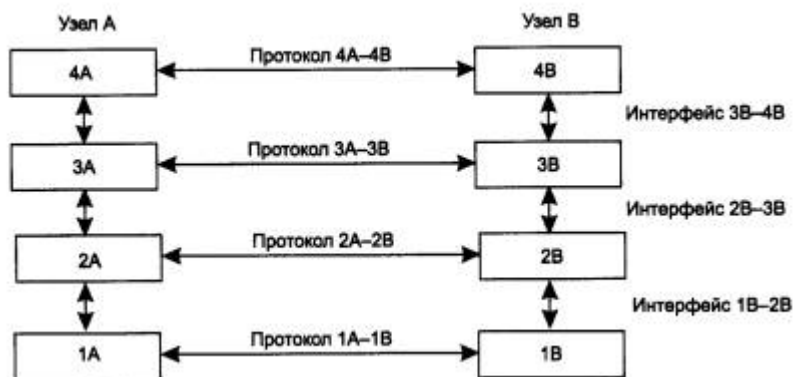 Узел А
Узел В
4А
Протокол 4А–4В
4В
Интерфейс 3В–4В
3А
Протокол 3А–3В
3В
Интерфейс 2В–3В
2А
Протокол 2А–2В
2В
Интерфейс 1В–2В
1А
Протокол 1А–1В
1В